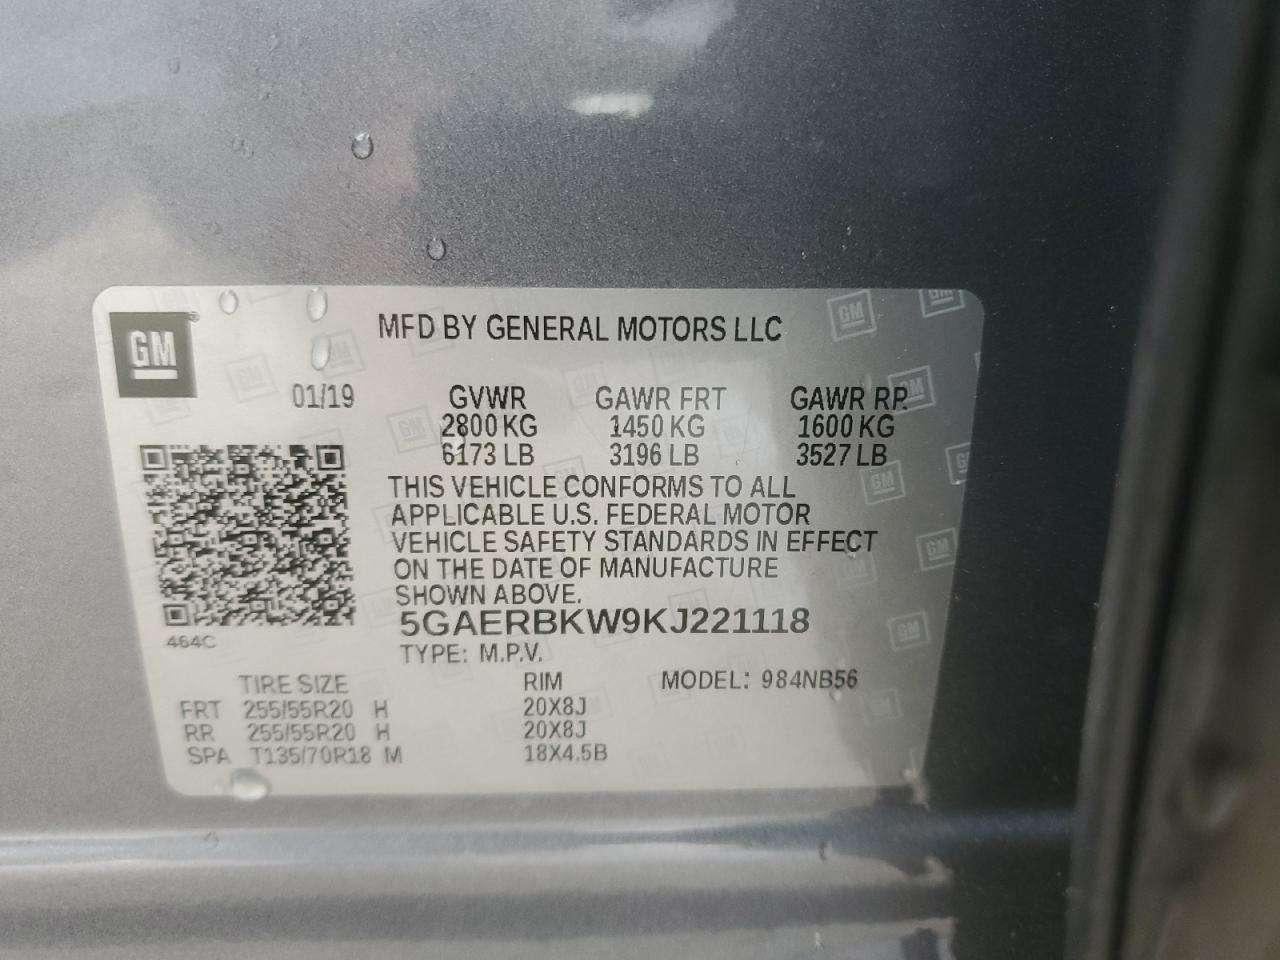 GM
MFD BY GENERAL MOTORS LLC
01/19 GVWR GAWR FRT GAWR RR
2800 KG 1450 KG 1600 KG
6173 LB 3196 LB 3527 LB
THIS VEHICLE CONFORMS TO ALL
APPLICABLE U.S. FEDERAL MOTOR
VEHICLE SAFETY STANDARDS IN EFFECT
ON THE DATE OF MANUFACTURE
SHOWN ABOVE.
5GAERBKW9KJ221118
464C
TYPE: M.P.V.
TIRE SIZE RIM MODEL: 984NB56
FRT 255/55R20 H 20X8J
RR 255/55R20 H 20X8J
SPA T135/70R18 M 18X4.5B